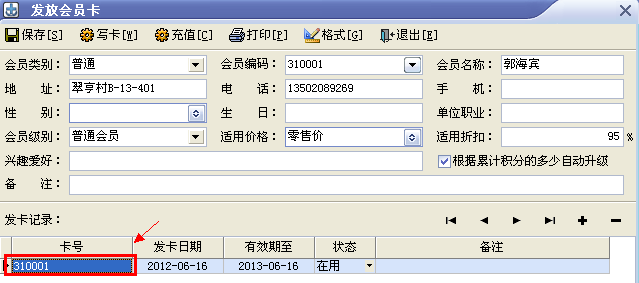 发放会员卡
保存[S] 写卡[W] 充值[C] 打印[P] 格式[G] 退出[E]
会员类别： 普通 会员编码： 310001 会员名称： 郭海宾
地 址： 翠亨村B-13-401 电 话： 13502089269 手 机：
性 别： 生 日： 单位职业：
会员级别： 普通会员 适用价格： 零售价 适用折扣： 95 %
兴趣爱好： 根据累计积分的多少自动升级
备 注：
发卡记录：
卡号 发卡日期 有效期至 状态 备注
310001 2012-06-16 2013-06-16 在用